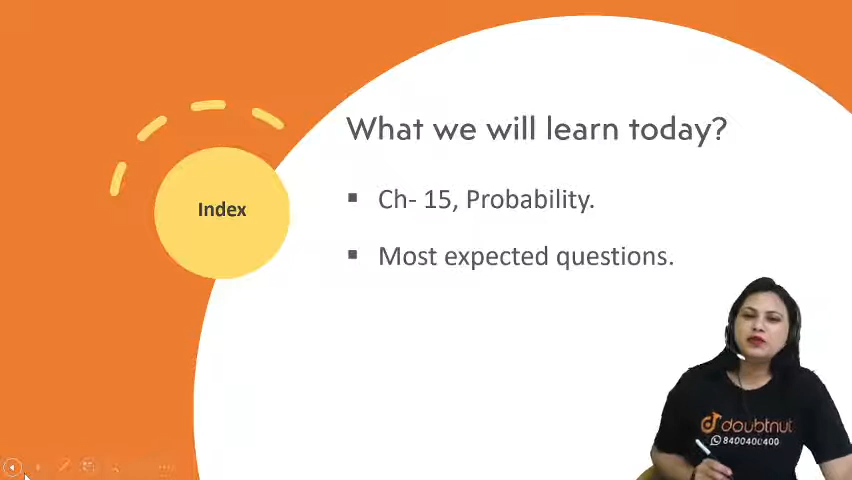 What we will learn today?
Index
▪ Ch- 15, Probability.
▪ Most expected questions.
doubtnut
8400400400